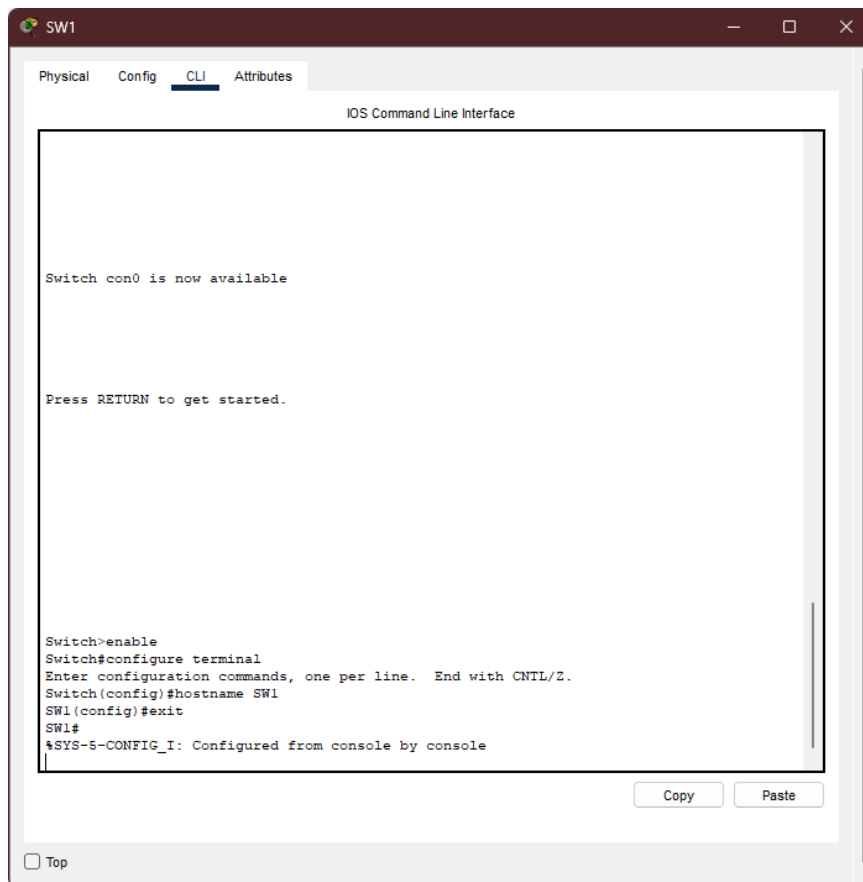 SW1
Physical Config CLI Attributes
IOS Command Line Interface
Switch con0 is now available
Press RETURN to get started.
Switch>enable
Switch#configure terminal
Enter configuration commands, one per line.  End with CNTL/Z.
Switch(config)#hostname SW1
SW1(config)#exit
SW1#
%SYS-5-CONFIG_I: Configured from console by console
Copy Paste
Top